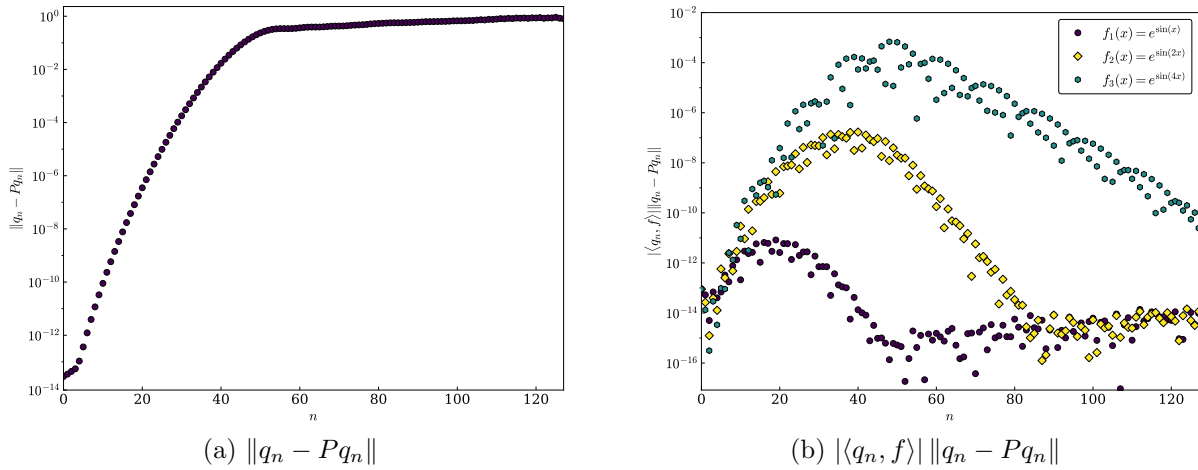 10^0
10^{-2}
10^{-4}
10^{-6}
10^{-8}
10^{-10}
10^{-12}
10^{-14}
‖q_n − Pq_n‖
0 20 40 60 80 100 120
n
(a) ‖q_n − Pq_n‖
10^{-2}
10^{-4}
10^{-6}
10^{-8}
10^{-10}
10^{-12}
10^{-14}
10^{-16}
|⟨q_n, f⟩|‖q_n − Pq_n‖
f_1(x) = e^{sin(x)}
f_2(x) = e^{sin(2x)}
f_3(x) = e^{sin(4x)}
0 20 40 60 80 100 120
n
(b) |⟨q_n, f⟩| ‖q_n − Pq_n‖